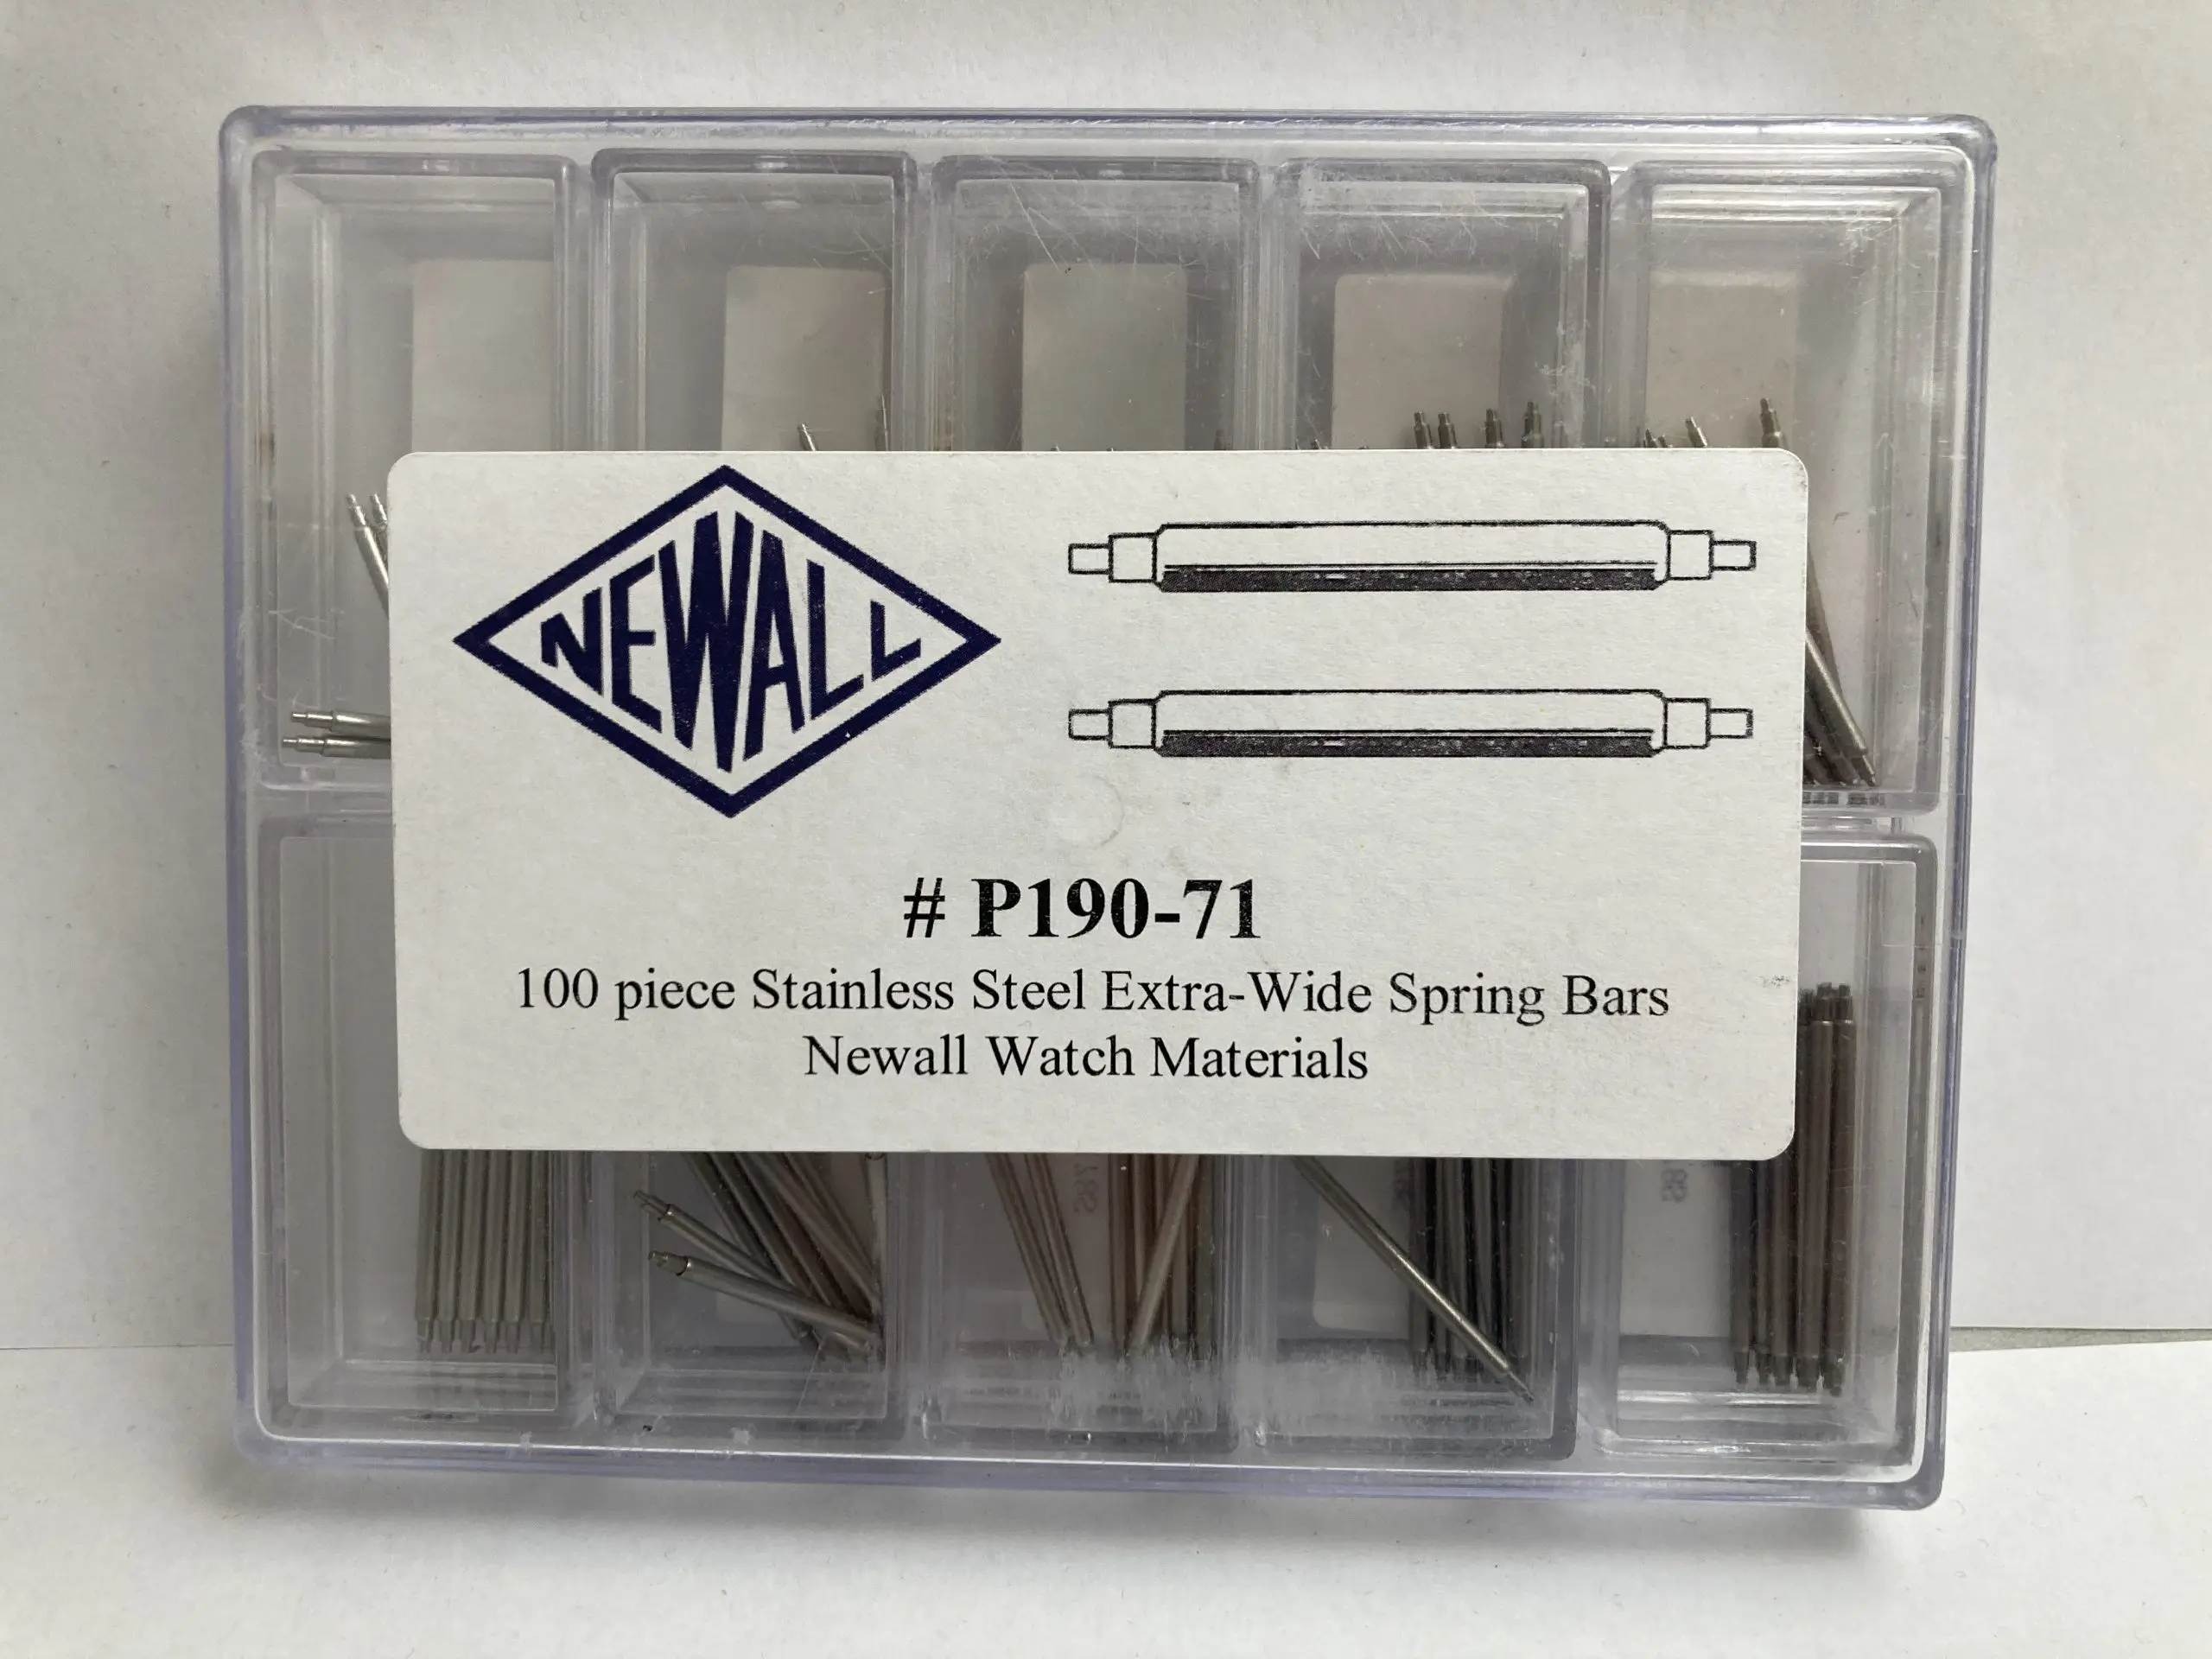 NEWALL
# P190-71
100 piece Stainless Steel Extra-Wide Spring Bars
Newall Watch Materials